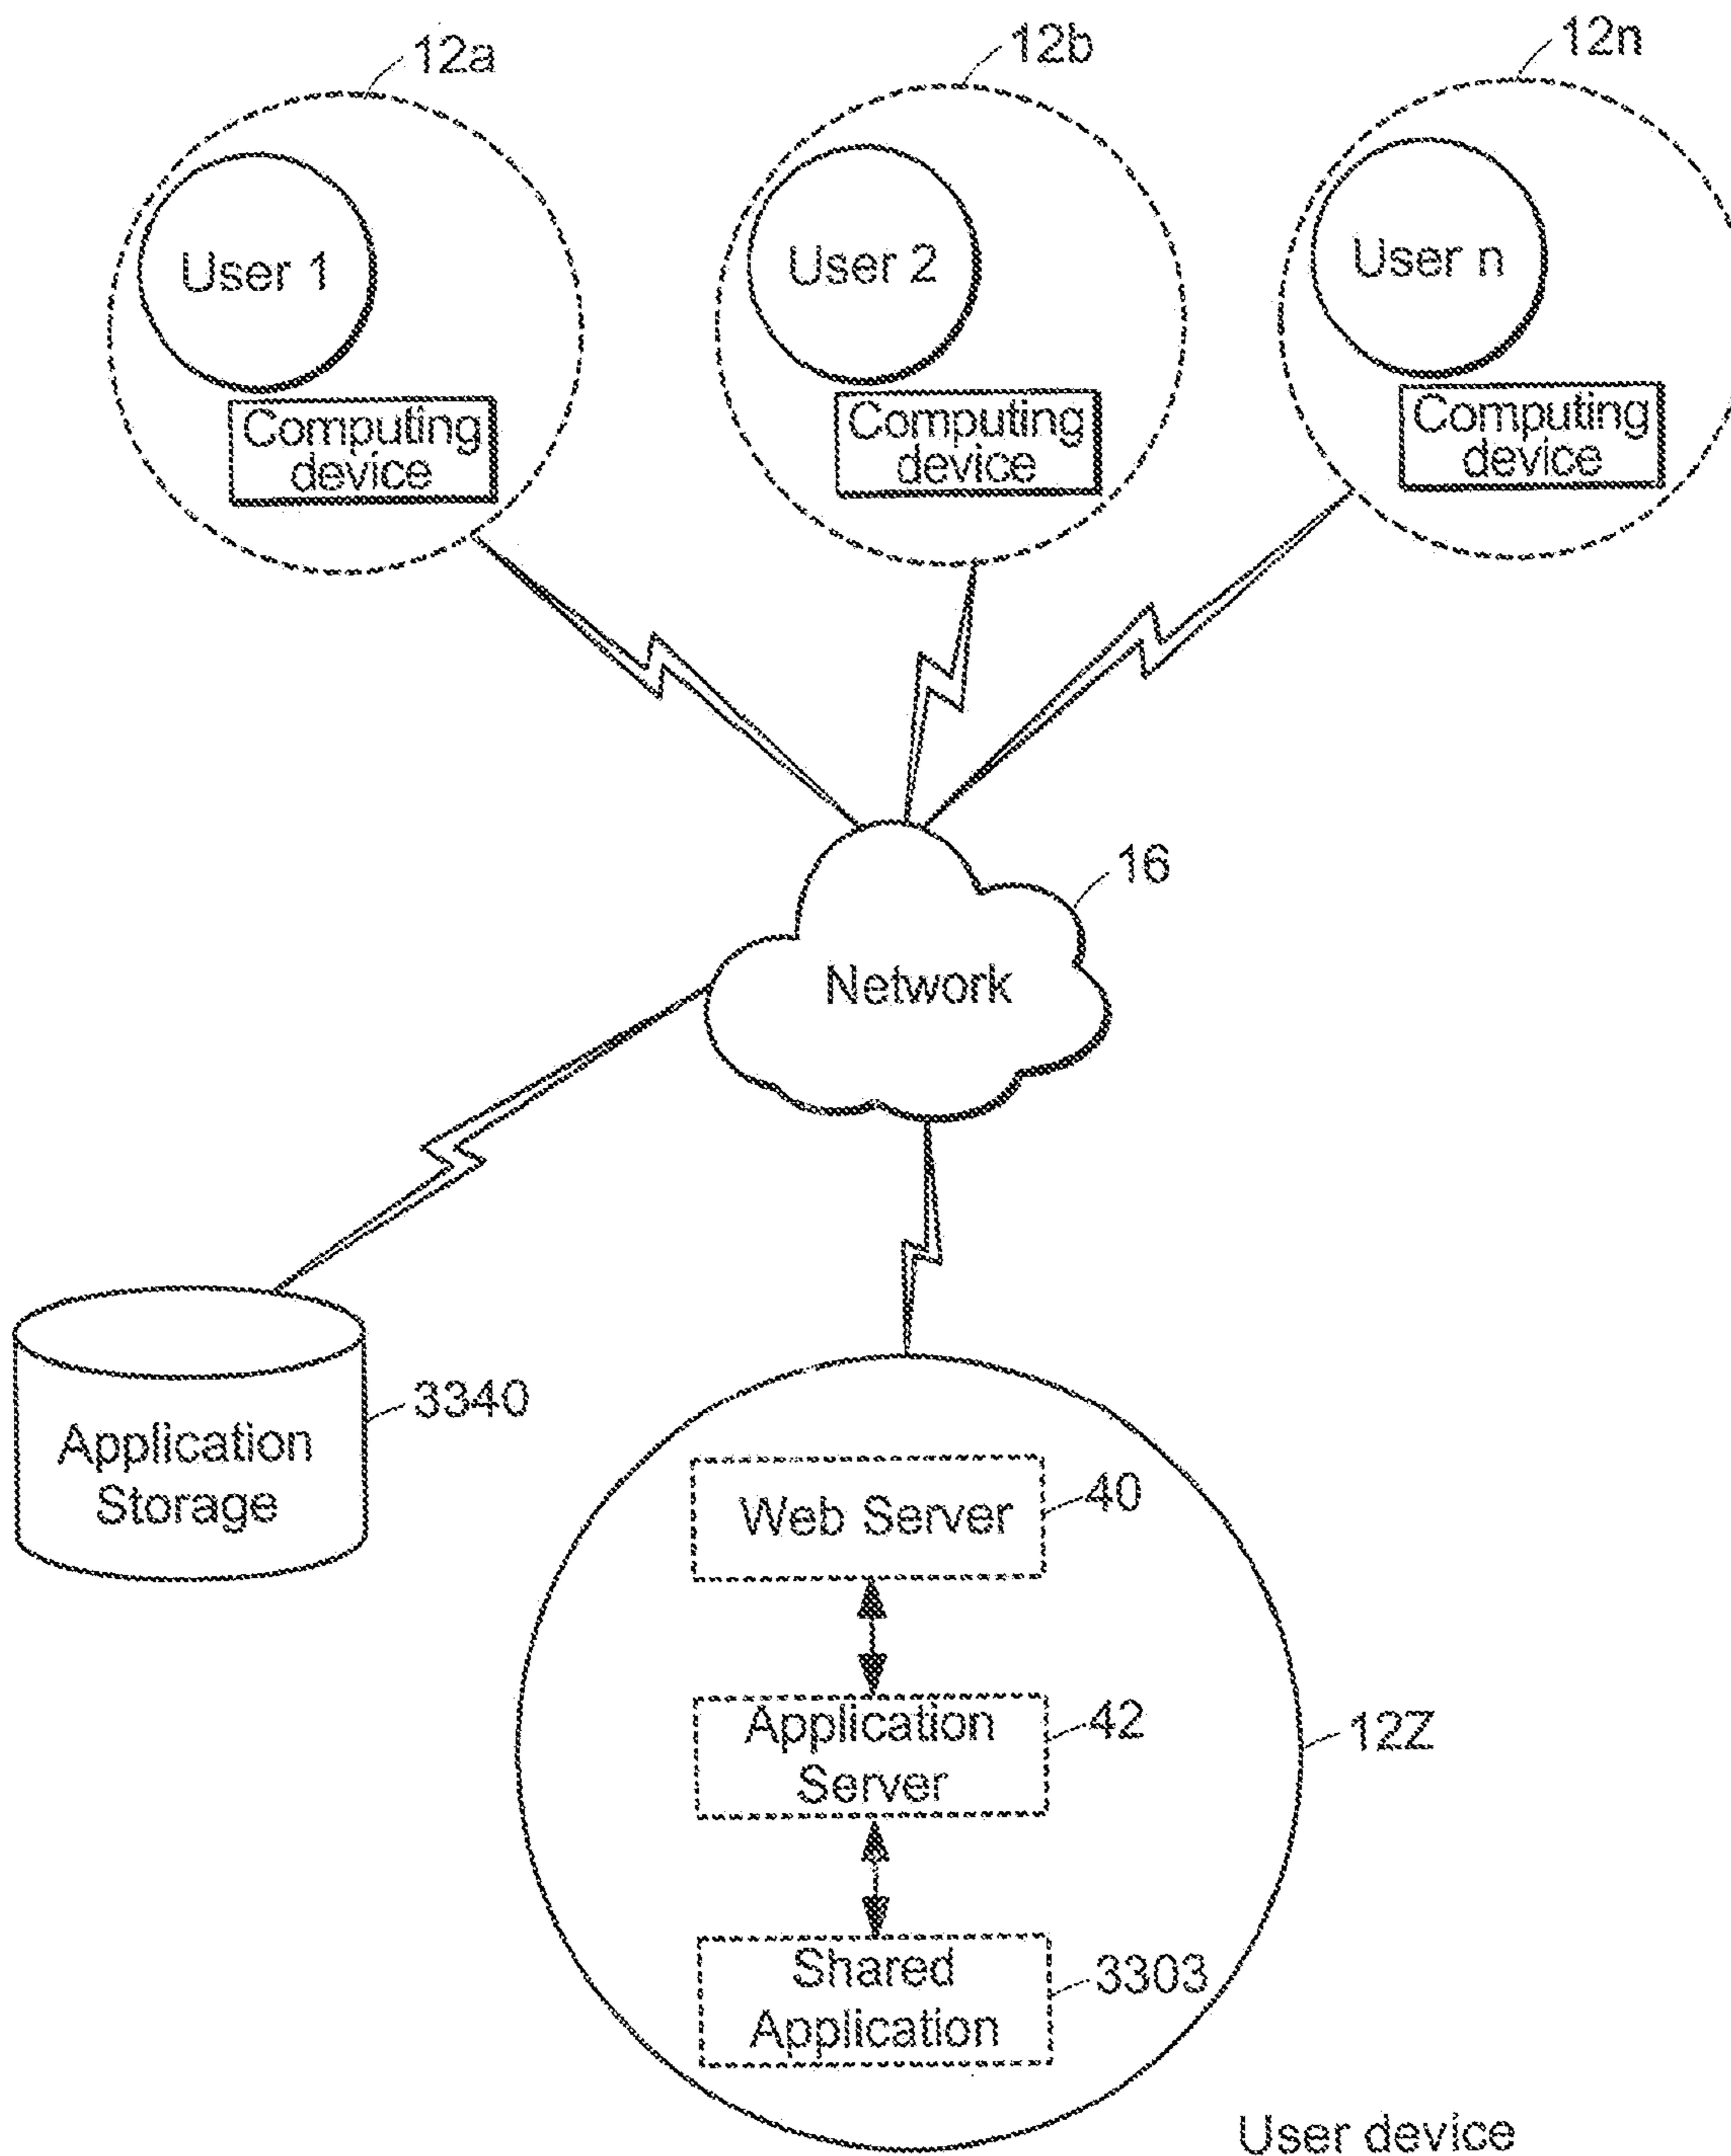 12a
12b
12n
User 1
User 2
User n
Computing
device
Computing
device
Computing
device
16
Network
3340
Application
Storage
Web Server
40
Application
Server
42
12Z
Shared
Application
3303
User device